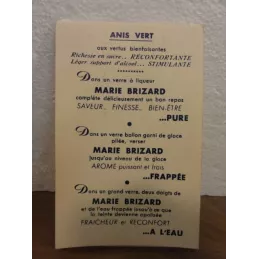 ANIS VERT
aux vertus bienfaisantes
Richesse en sucre... RÉCONFORTANTE
Léger support d'alcool... STIMULANTE
Dans un verre à liqueur
MARIE BRIZARD
complète délicieusement un bon repas
SAVEUR.. FINESSE.. BIEN-ÊTRE
...PURE
Dans un verre ballon garni de glace
pilée, verser
MARIE BRIZARD
jusqu'au niveau de la glace
AROME puissant et frais
...FRAPPÉE
Dans un grand verre, deux doigts de
MARIE BRIZARD
et de l'eau frappée jusqu'à ce que
la teinte devienne opaline
FRAICHEUR et RECONFORT
...A L'EAU